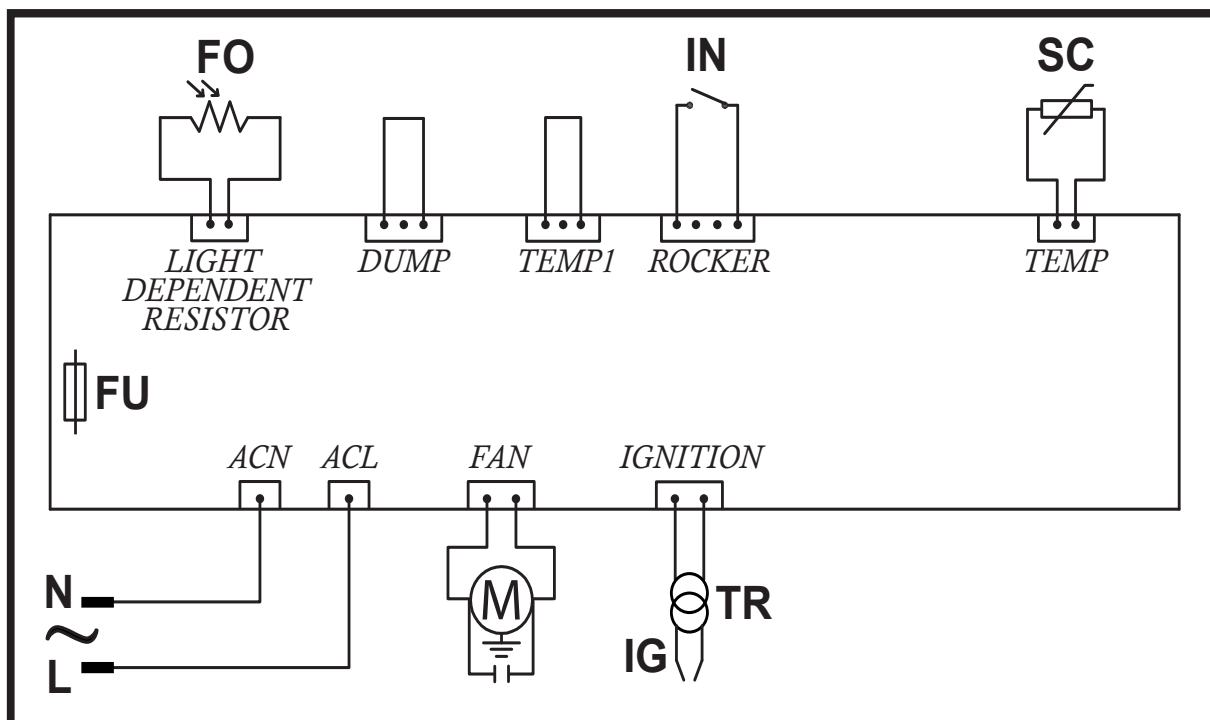 FO
IN
SC
LIGHT
DEPENDENT
RESISTOR
DUMP
TEMP1
ROCKER
TEMP
FU
ACN
ACL
FAN
IGNITION
N
~
L
M
TR
IG